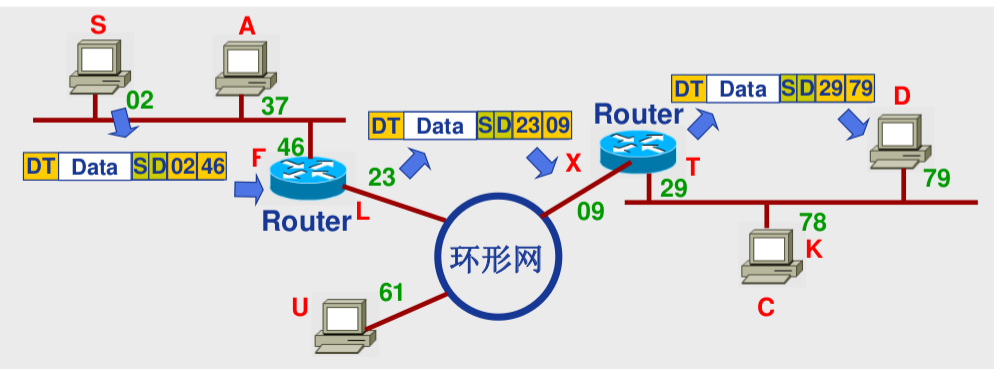 S
A
02
37
DT Data S D 02 46
F
46
Router
L
23
DT Data S D 23 09
X
Router
T
DT Data S D 29 79
D
79
29
09
78
K
C
环形网
U
61